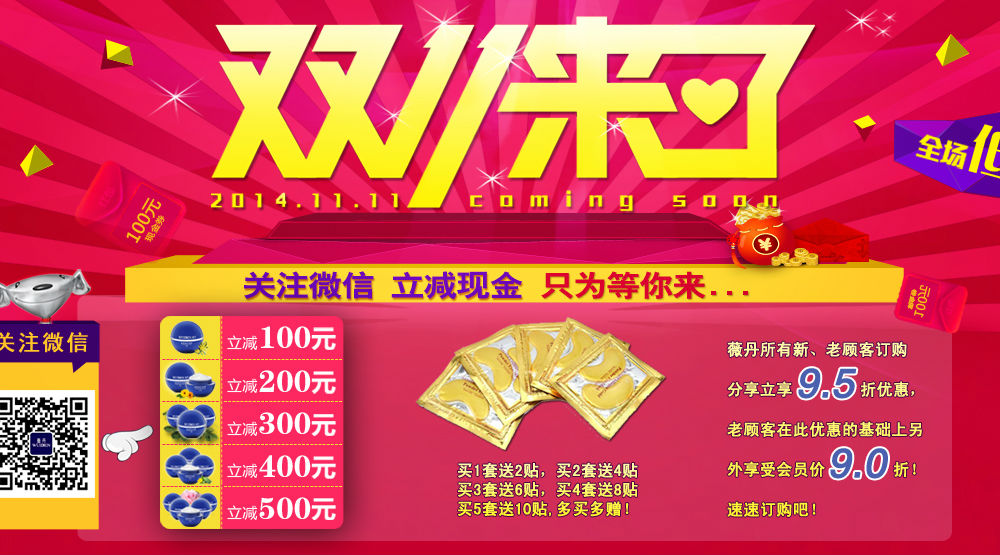 双11来了
2014.11.11 coming soon
全场低
100元
现金券
关注微信 立减现金 只为等你来...
100元
关注微信
立减100元
立减200元
立减300元
立减400元
立减500元
买1套送2贴，买2套送4贴
买3套送6贴，买4套送8贴
买5套送10贴,多买多赠！
薇丹所有新、老顾客订购
分享立享9.5折优惠，
老顾客在此优惠的基础上另
外享受会员价9.0折！
速速订购吧！